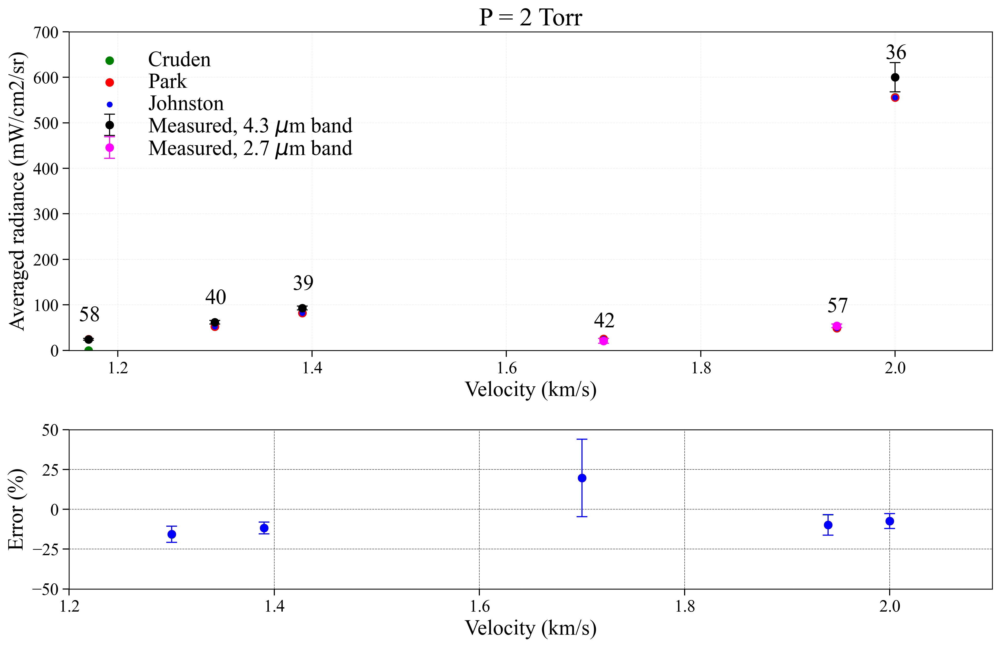 P = 2 Torr
Averaged radiance (mW/cm2/sr)
700
600
500
400
300
200
100
0
Cruden
Park
Johnston
Measured, 4.3 μm band
Measured, 2.7 μm band
58
40
39
42
57
36
1.2 1.4 1.6 1.8 2.0
Velocity (km/s)
Error (%)
50
25
0
−25
−50
1.2 1.4 1.6 1.8 2.0
Velocity (km/s)